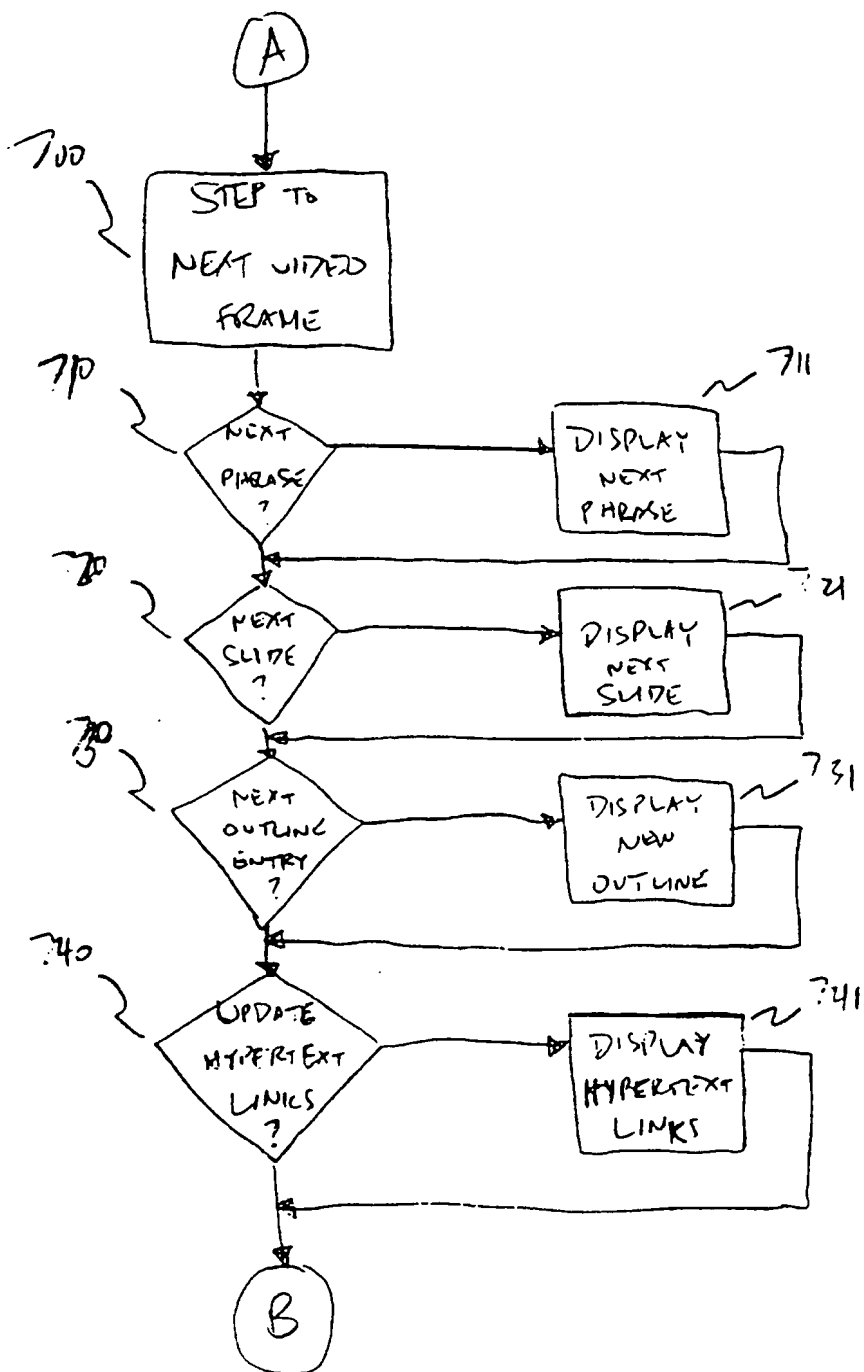 A
700
STEP TO
NEXT VIDEO
FRAME
710
NEXT
PHRASE
?
711
DISPLAY
NEXT
PHRASE
720
NEXT
SLIDE
?
721
DISPLAY
NEXT
SLIDE
730
NEXT
OUTLINE
ENTRY
?
731
DISPLAY
NEW
OUTLINE
740
UPDATE
HYPERTEXT
LINKS
?
741
DISPLAY
HYPERTEXT
LINKS
B